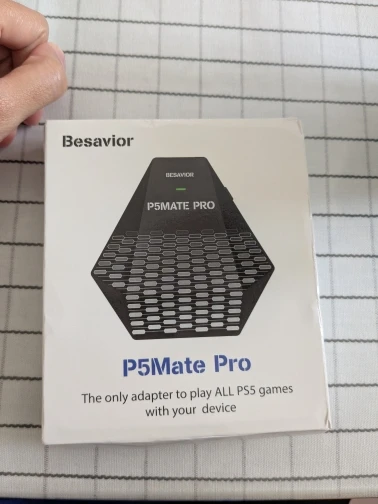 Besavior
BESAVIOR
P5MATE PRO
P5Mate Pro
The only adapter to play ALL PS5 games
with your device